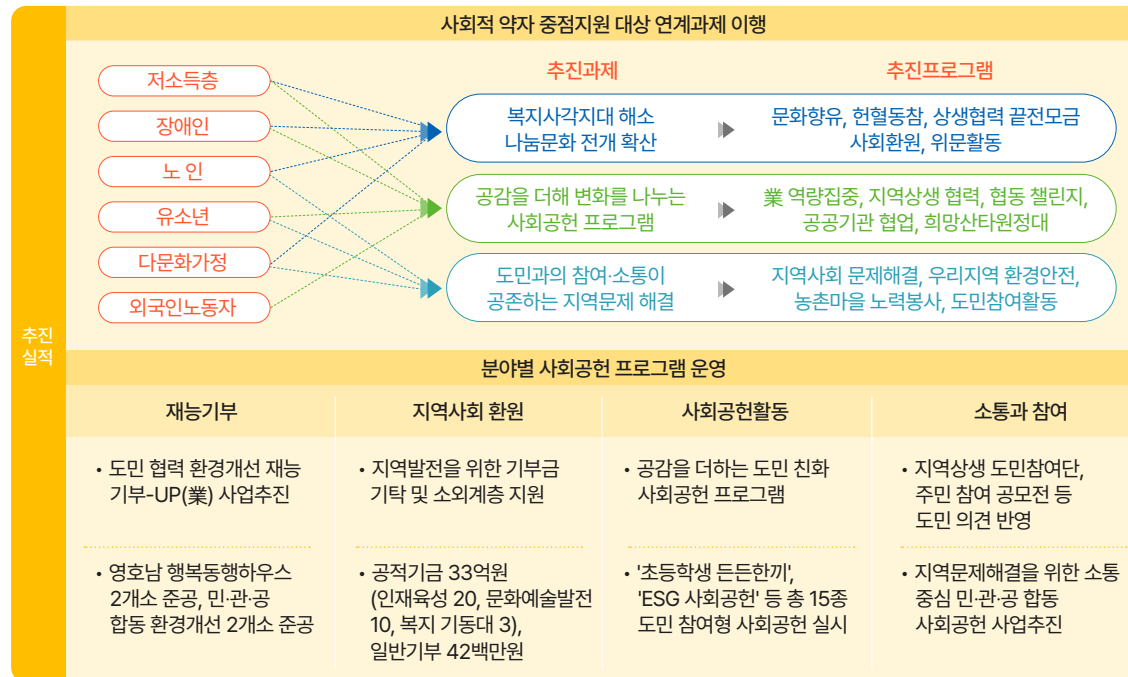 추진
실적
사회적 약자 중점지원 대상 연계과제 이행
저소득층
장애인
노 인
유소년
다문화가정
외국인노동자
추진과제
추진프로그램
복지사각지대 해소
나눔문화 전개 확산
문화향유, 헌혈동참, 상생협력 끝전모금
사회환원, 위문활동
공감을 더해 변화를 나누는
사회공헌 프로그램
業 역량집중, 지역상생 협력, 협동 챌린지,
공공기관 협업, 희망산타원정대
도민과의 참여·소통이
공존하는 지역문제 해결
지역사회 문제해결, 우리지역 환경안전,
농촌마을 노력봉사, 도민참여활동
분야별 사회공헌 프로그램 운영
재능기부
• 도민 협력 환경개선 재능
기부-UP(業) 사업추진
• 영호남 행복동행하우스
2개소 준공, 민·관·공
합동 환경개선 2개소 준공
지역사회 환원
• 지역발전을 위한 기부금
기탁 및 소외계층 지원
• 공적기금 33억원
(인재육성 20, 문화예술발전
10, 복지 기동대 3),
일반기부 42백만원
사회공헌활동
• 공감을 더하는 도민 친화
사회공헌 프로그램
• '초등학생 든든한끼',
'ESG 사회공헌' 등 총 15종
도민 참여형 사회공헌 실시
소통과 참여
• 지역상생 도민참여단,
주민 참여 공모전 등
도민 의견 반영
• 지역문제해결을 위한 소통
중심 민·관·공 합동
사회공헌 사업추진